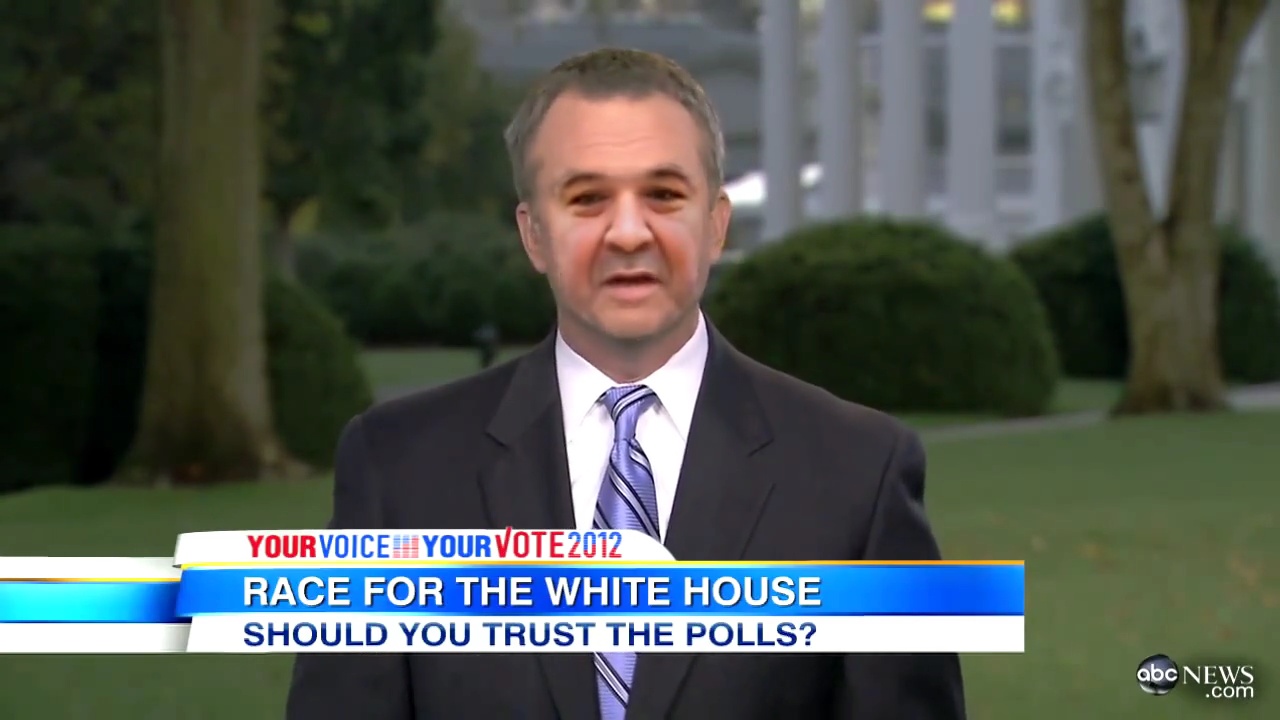 YOUR VOICE YOUR VOTE 2012
RACE FOR THE WHITE HOUSE
SHOULD YOU TRUST THE POLLS?
abc NEWS
.com